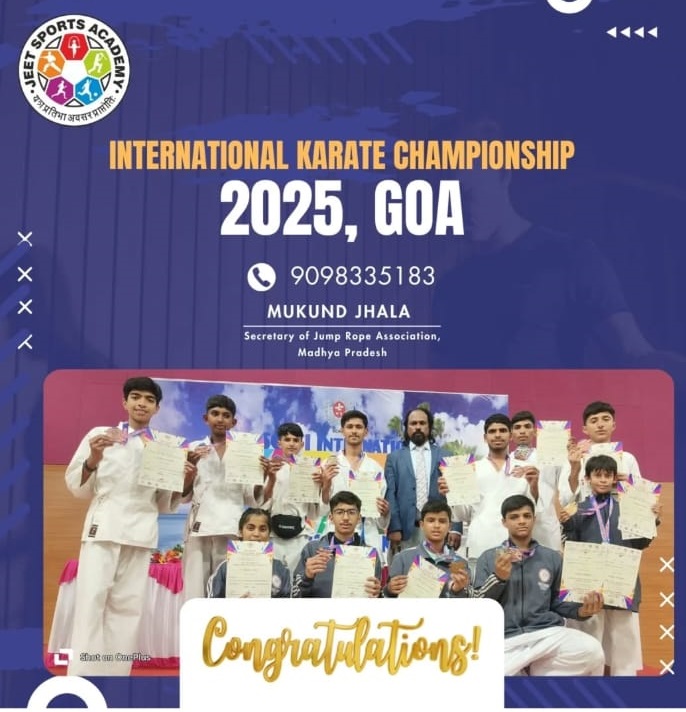 JEET SPORTS ACADEMY
INTERNATIONAL KARATE CHAMPIONSHIP
2025, GOA
9098335183
MUKUND JHALA
Secretary of Jump Rope Association,
Madhya Pradesh
Shot on OnePlus
Congratulations!